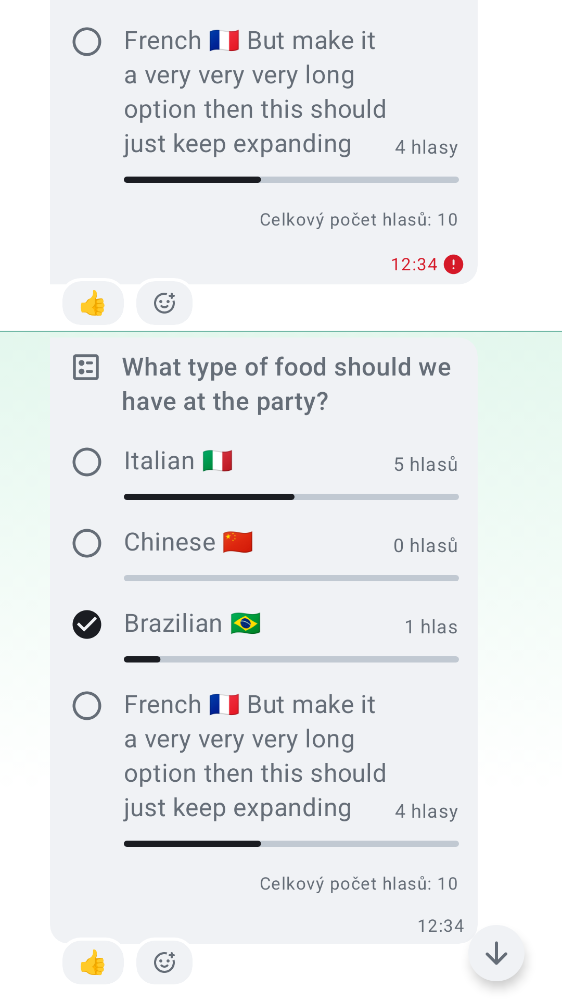 French 🇫🇷 But make it
a very very very long
option then this should
just keep expanding
4 hlasy
Celkový počet hlasů: 10
12:34
What type of food should we
have at the party?
Italian 🇮🇹
5 hlasů
Chinese 🇨🇳
0 hlasů
Brazilian 🇧🇷
1 hlas
French 🇫🇷 But make it
a very very very long
option then this should
just keep expanding
4 hlasy
Celkový počet hlasů: 10
12:34